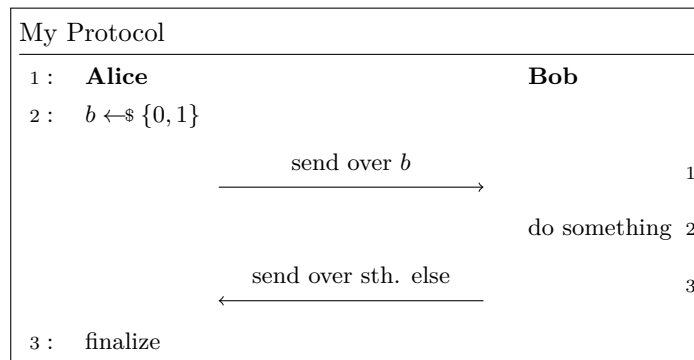 My Protocol
1 : Alice Bob
2 : b ←$ {0, 1}
send over b
1
do something 2
send over sth. else
3
3 : finalize